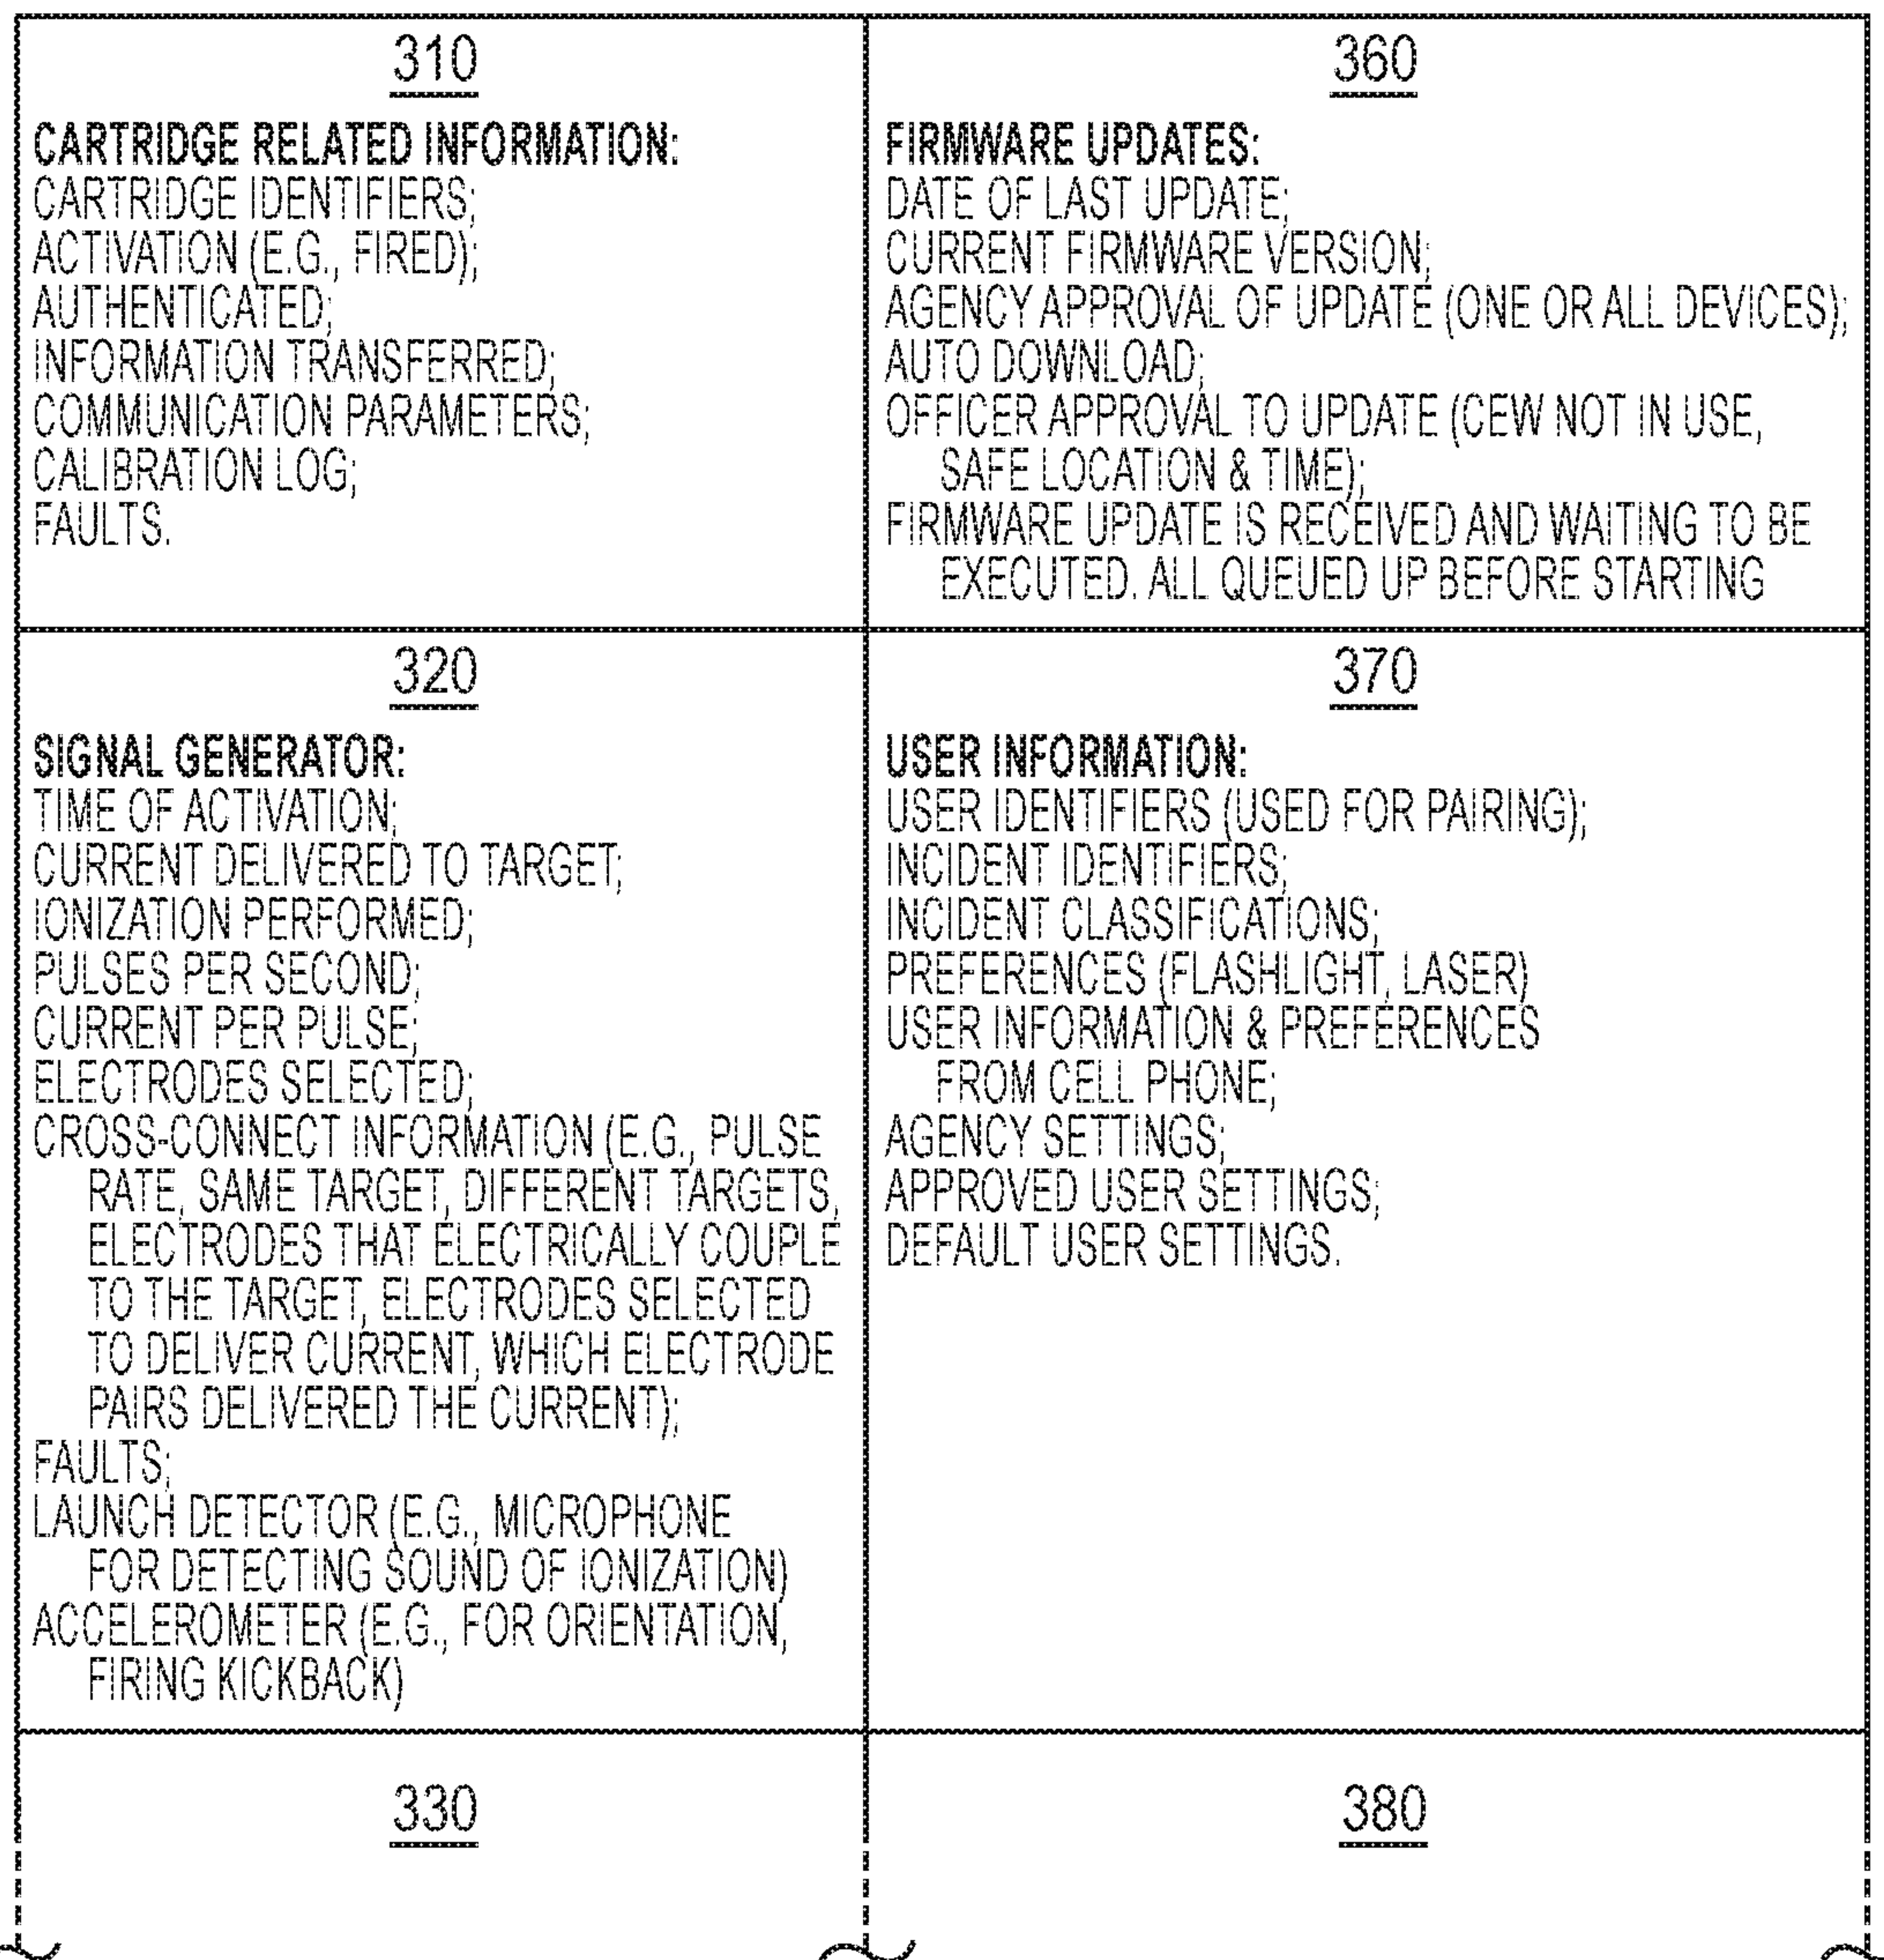 310
CARTRIDGE RELATED INFORMATION:
CARTRIDGE IDENTIFIERS;
ACTIVATION (E.G., FIRED);
AUTHENTICATED;
INFORMATION TRANSFERRED;
COMMUNICATION PARAMETERS;
CALIBRATION LOG;
FAULTS.
360
FIRMWARE UPDATES:
DATE OF LAST UPDATE;
CURRENT FIRMWARE VERSION;
AGENCY APPROVAL OF UPDATE (ONE OR ALL DEVICES);
AUTO DOWNLOAD;
OFFICER APPROVAL TO UPDATE (CEW NOT IN USE,
SAFE LOCATION & TIME);
FIRMWARE UPDATE IS RECEIVED AND WAITING TO BE
EXECUTED. ALL QUEUED UP BEFORE STARTING
320
SIGNAL GENERATOR:
TIME OF ACTIVATION;
CURRENT DELIVERED TO TARGET;
IONIZATION PERFORMED;
PULSES PER SECOND;
CURRENT PER PULSE;
ELECTRODES SELECTED;
CROSS-CONNECT INFORMATION (E.G., PULSE
RATE, SAME TARGET, DIFFERENT TARGETS,
ELECTRODES THAT ELECTRICALLY COUPLE
TO THE TARGET, ELECTRODES SELECTED
TO DELIVER CURRENT, WHICH ELECTRODE
PAIRS DELIVERED THE CURRENT);
FAULTS;
LAUNCH DETECTOR (E.G., MICROPHONE
FOR DETECTING SOUND OF IONIZATION)
ACCELEROMETER (E.G., FOR ORIENTATION,
FIRING KICKBACK)
370
USER INFORMATION:
USER IDENTIFIERS (USED FOR PAIRING);
INCIDENT IDENTIFIERS;
INCIDENT CLASSIFICATIONS;
PREFERENCES (FLASHLIGHT, LASER)
USER INFORMATION & PREFERENCES
FROM CELL PHONE;
AGENCY SETTINGS;
APPROVED USER SETTINGS;
DEFAULT USER SETTINGS.
330
380